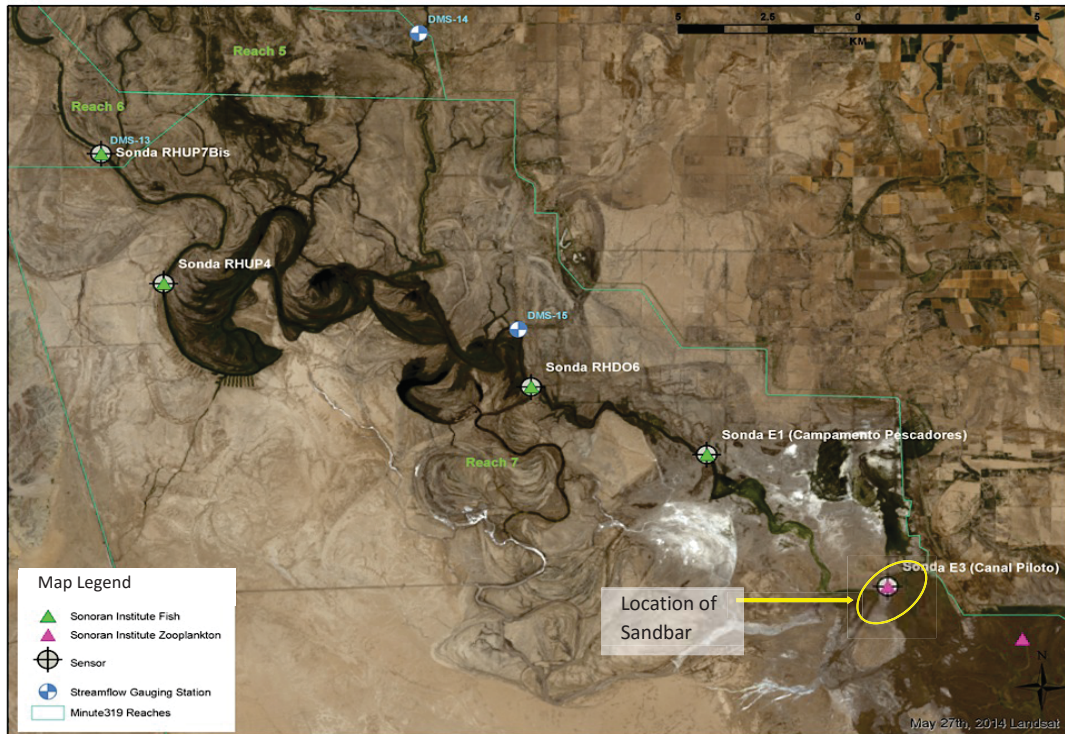 DMS-14
5 2.5 0 5
KM
Reach 5
Reach 6
DMS-13
Sonda RHUP7Bis
Sonda RHUP4
DMS-15
Sonda RHDO6
Sonda E1 (Campamento Pescadores)
Reach 7
Sonda E3 (Canal Piloto)
Location of
Sandbar
Map Legend
Sonoran Institute Fish
Sonoran Institute Zooplankton
Sensor
Streamflow Gauging Station
Minute319 Reaches
N
May 27th, 2014 Landsat